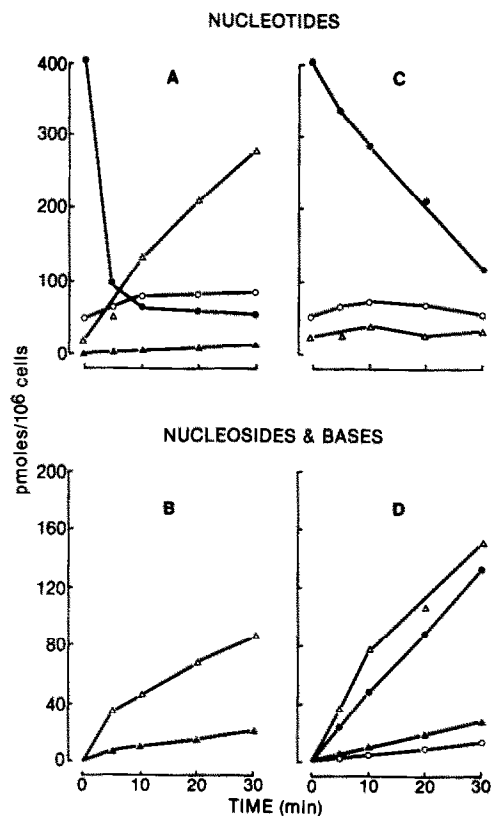 NUCLEOTIDES
A
C
400
300
200
100
0
pmoles/10⁶ cells
NUCLEOSIDES & BASES
B
D
200
160
120
80
40
0
0 10 20 30 0 10 20 30
TIME (min)